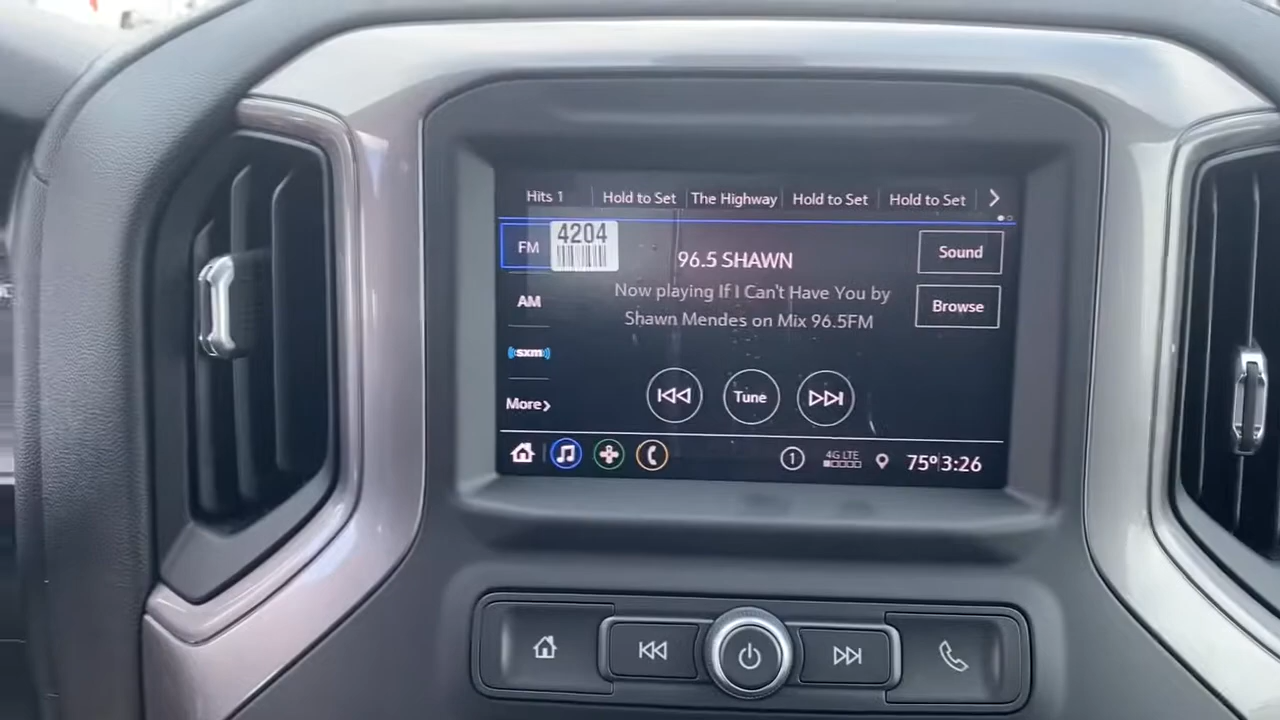 Hits 1
Hold to Set
The Highway
Hold to Set
Hold to Set
FM
4204
96.5 SHAWN
Sound
Now playing If I Can't Have You by
Shawn Mendes on Mix 96.5FM
AM
Browse
sxm
More
Tune
1
4G LTE
75° 3:26